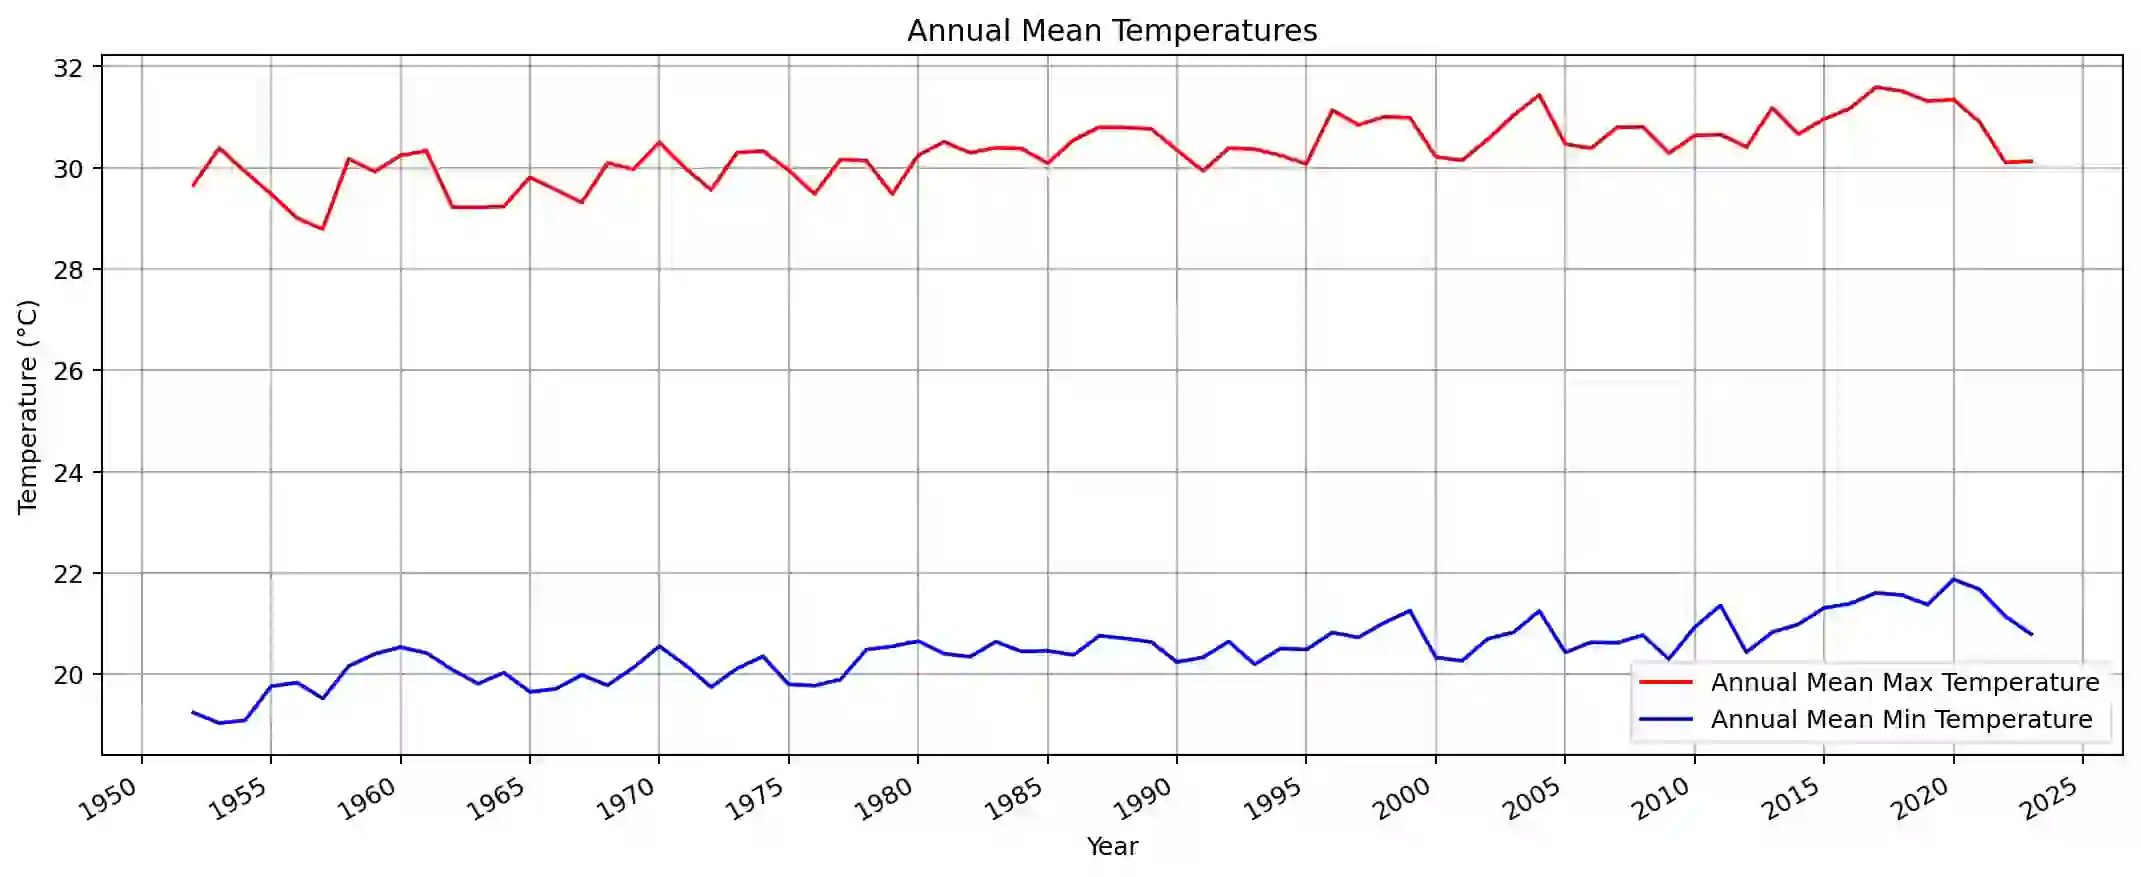 Annual Mean Temperatures
32
30
28
26
24
22
20
Temperature (°C)
Annual Mean Max Temperature
Annual Mean Min Temperature
1950 1955 1960 1965 1970 1975 1980 1985 1990 1995 2000 2005 2010 2015 2020 2025
Year